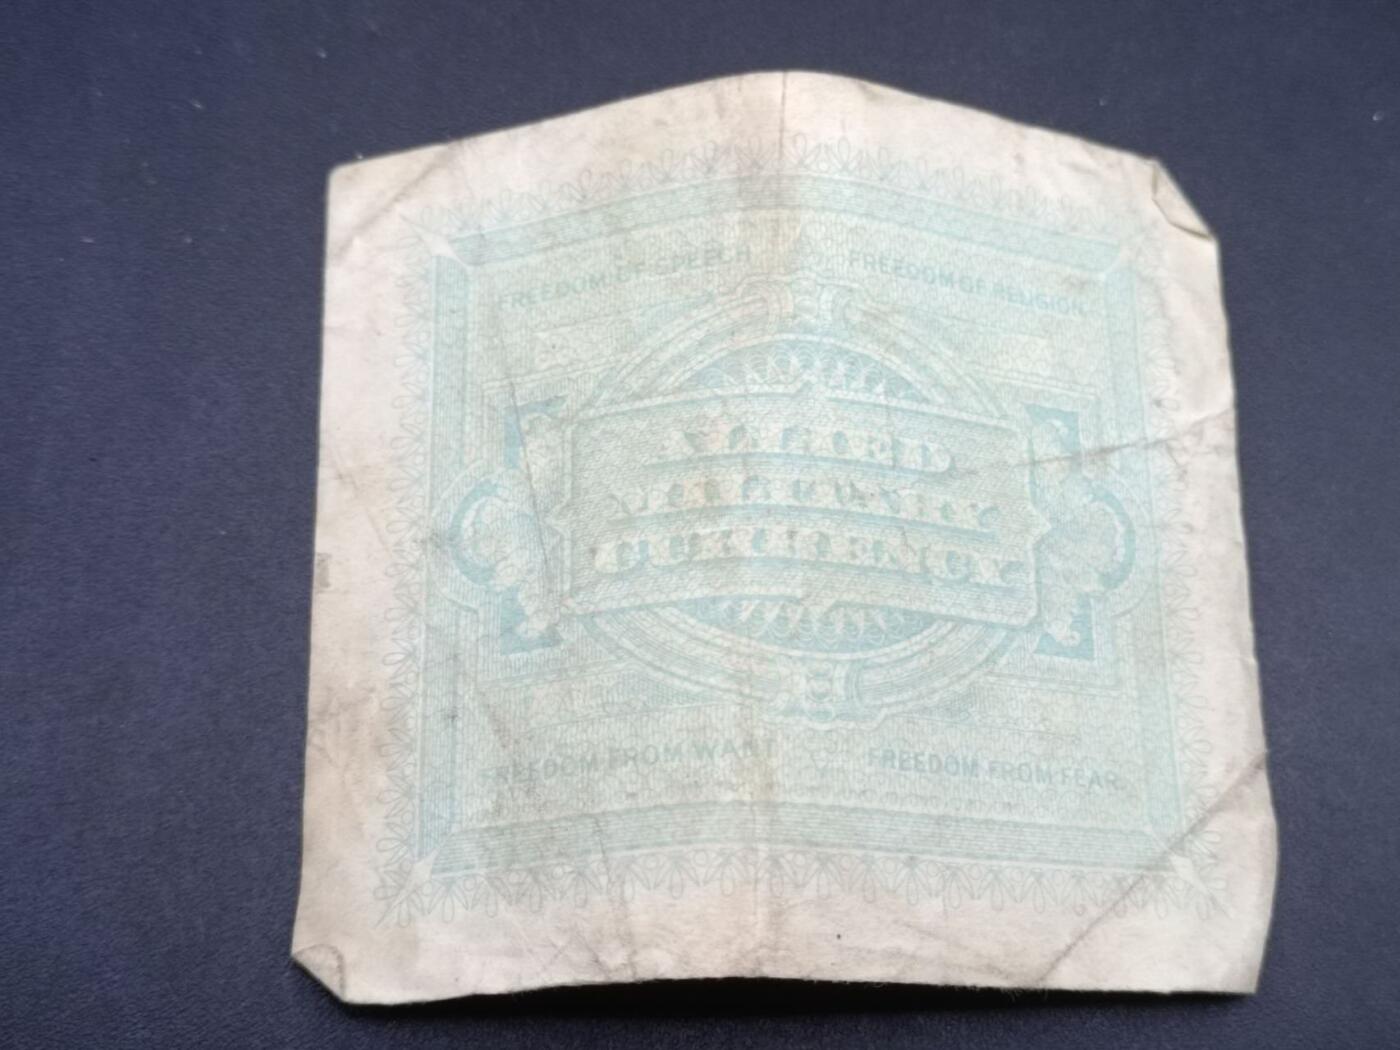 FREEDOM OF SPEECH FREEDOM OF RELIGION
ALLIED
MILITARY
CURRENCY
FREEDOM FROM WANT FREEDOM FROM FEAR